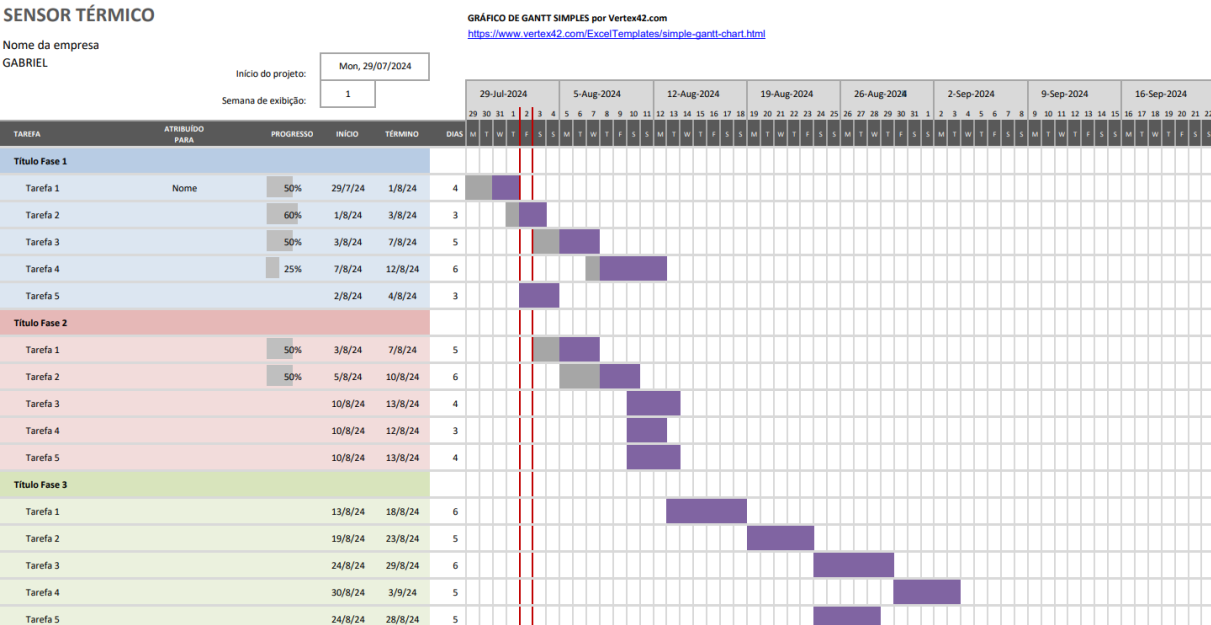 SENSOR TÉRMICO
GRÁFICO DE GANTT SIMPLES por Vertex42.com
https://www.vertex42.com/ExcelTemplates/simple-gantt-chart.html
Nome da empresa
GABRIEL
Início do projeto: Mon, 29/07/2024
Semana de exibição: 1
29-Jul-2024 5-Aug-2024 12-Aug-2024 19-Aug-2024 26-Aug-2024 2-Sep-2024 9-Sep-2024 16-Sep-2024
29 30 31 1 2 3 4 5 6 7 8 9 10 11 12 13 14 15 16 17 18 19 20 21 22 23 24 25 26 27 28 29 30 31 1 2 3 4 5 6 7 8 9 10 11 12 13 14 15 16 17 18 19 20 21 22
TAREFA ATRIBUÍDO PARA PROGRESSO INÍCIO TÉRMINO DIAS M T W T F S S M T W T F S S M T W T F S S M T W T F S S M T W T F S S M T W T F S S M T W T F S S M T W T F S S
Título Fase 1
Tarefa 1 Nome 50% 29/7/24 1/8/24 4
Tarefa 2 60% 1/8/24 3/8/24 3
Tarefa 3 50% 3/8/24 7/8/24 5
Tarefa 4 25% 7/8/24 12/8/24 6
Tarefa 5 2/8/24 4/8/24 3
Título Fase 2
Tarefa 1 50% 3/8/24 7/8/24 5
Tarefa 2 50% 5/8/24 10/8/24 6
Tarefa 3 10/8/24 13/8/24 4
Tarefa 4 10/8/24 12/8/24 3
Tarefa 5 10/8/24 13/8/24 4
Título Fase 3
Tarefa 1 13/8/24 18/8/24 6
Tarefa 2 19/8/24 23/8/24 5
Tarefa 3 24/8/24 29/8/24 6
Tarefa 4 30/8/24 3/9/24 5
Tarefa 5 24/8/24 28/8/24 5